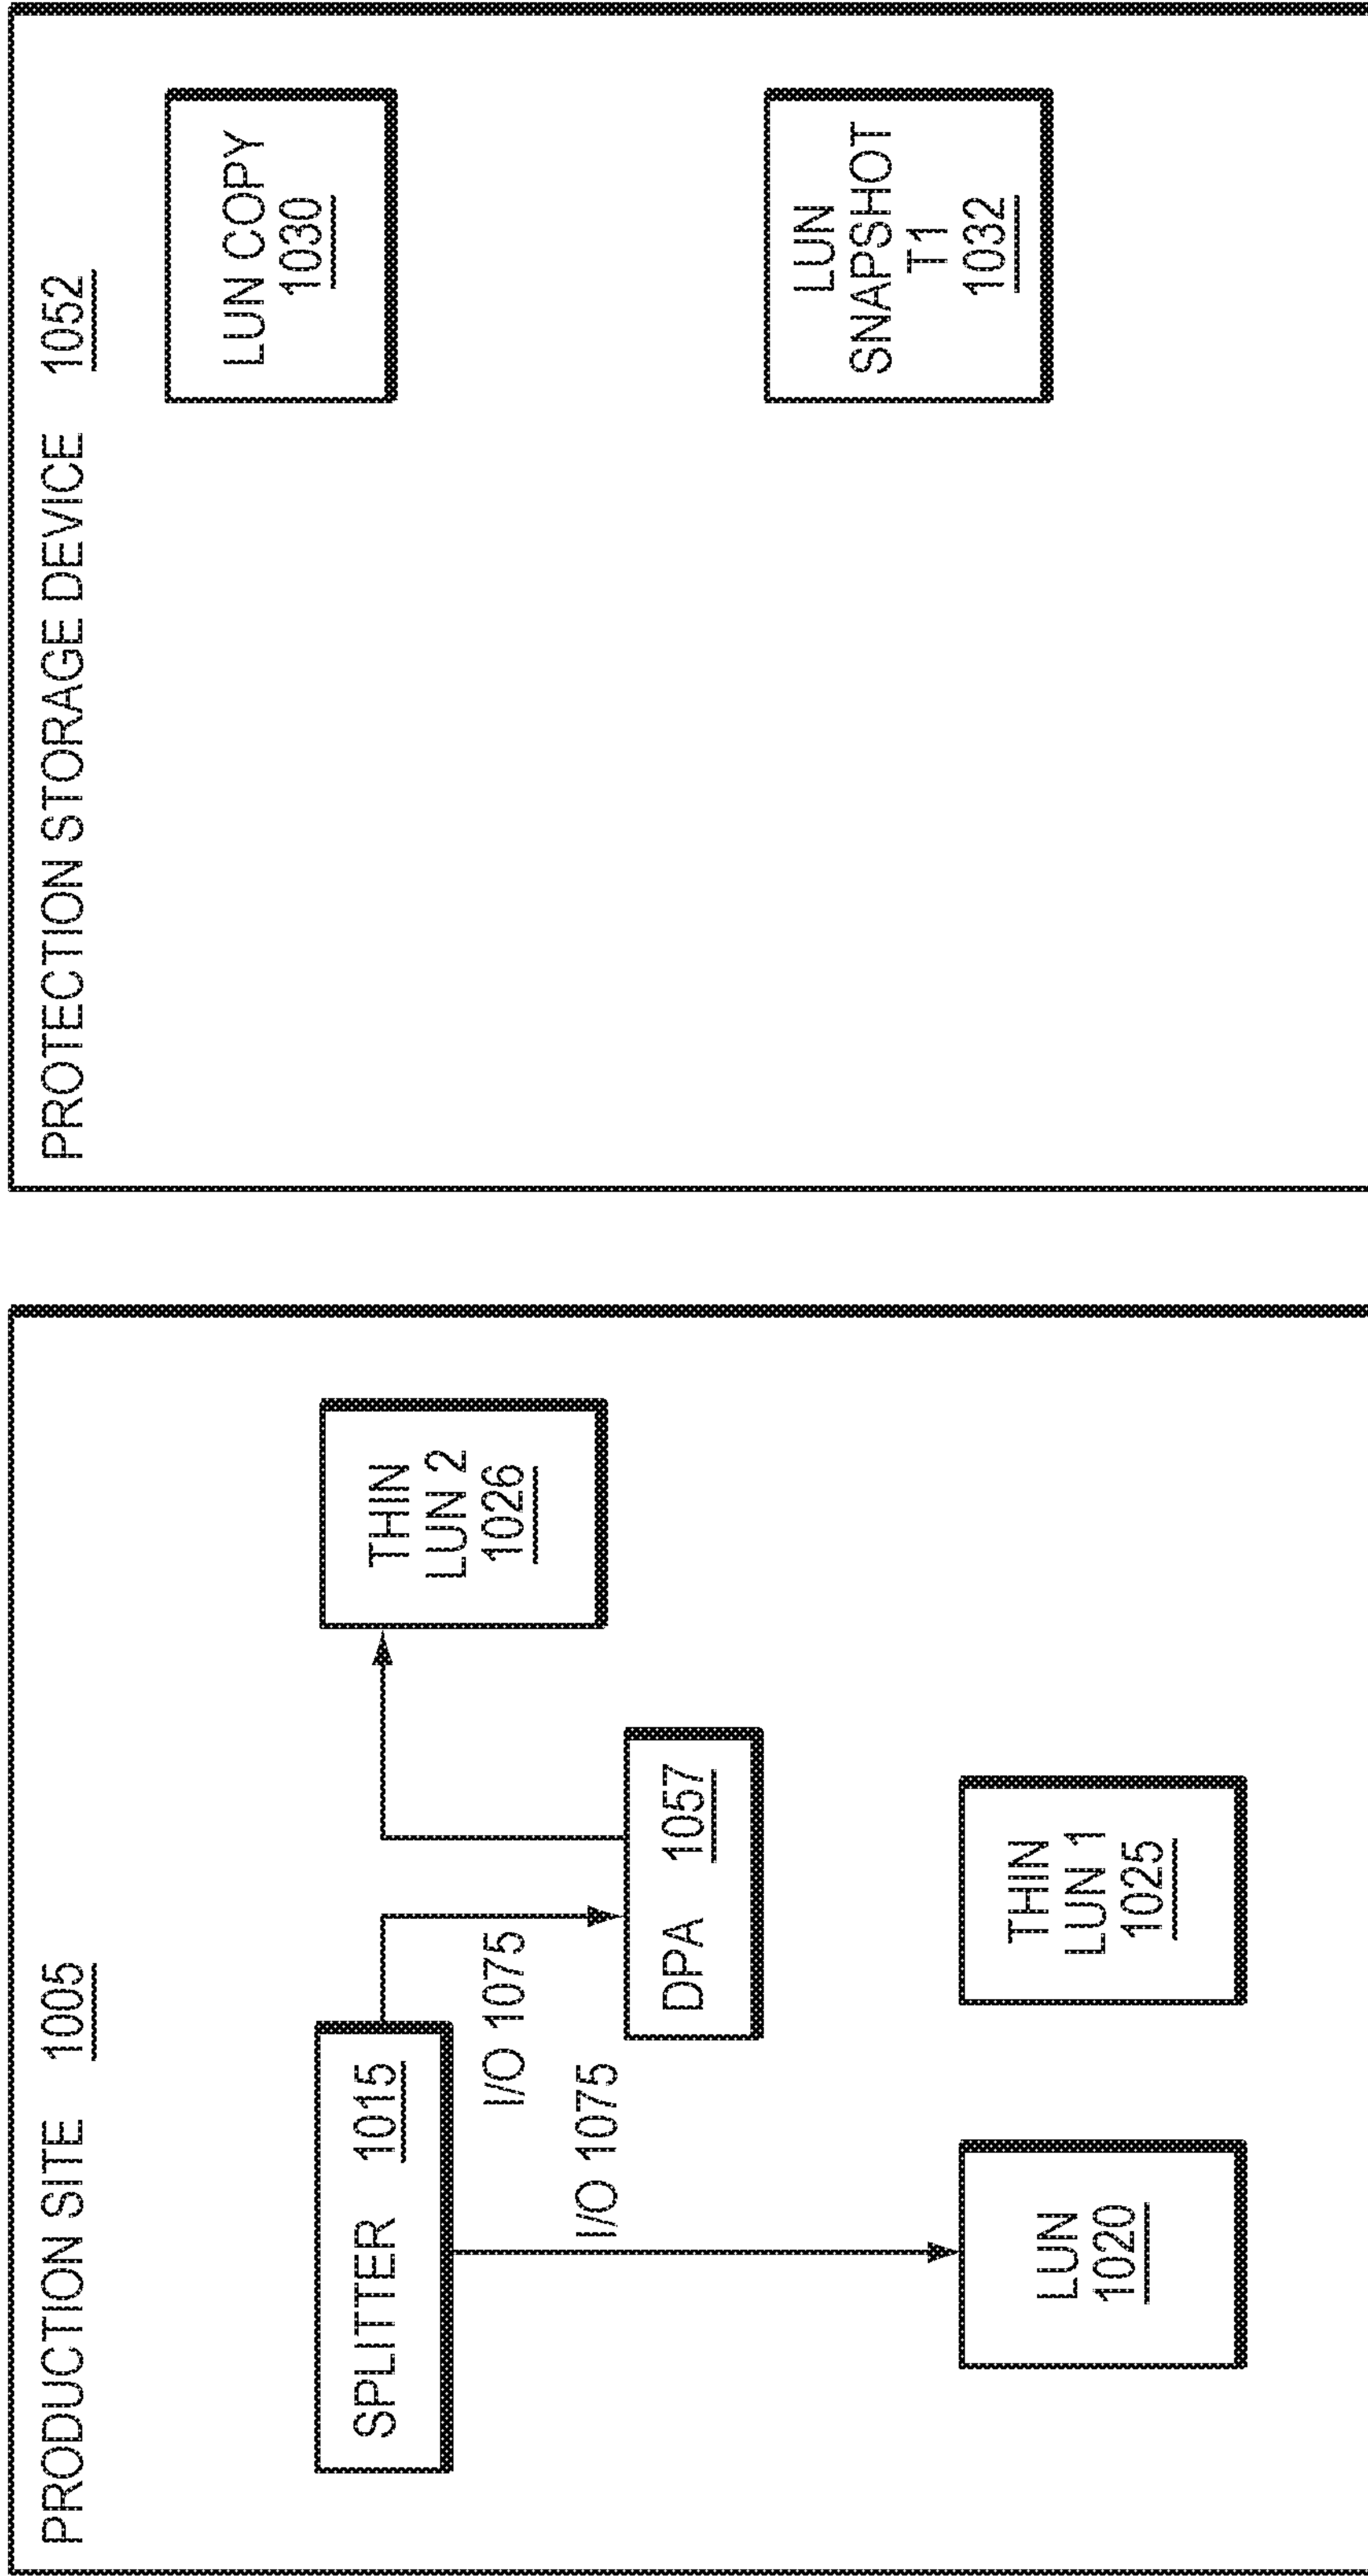 PRODUCTION SITE 1005
SPLITTER 1015
I/O 1075
I/O 1075
DPA 1057
THIN
LUN 2
1026
LUN
1020
THIN
LUN 1
1025
PROTECTION STORAGE DEVICE 1052
LUN COPY
1030
LUN
SNAPSHOT
T1
1032